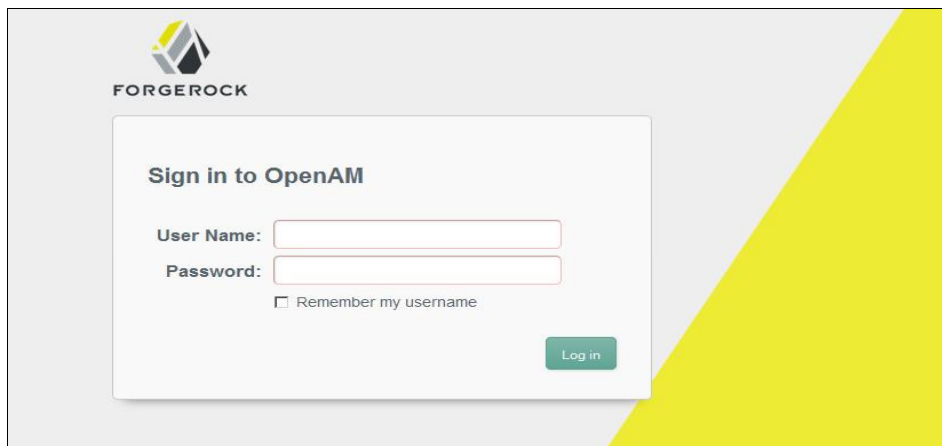 FORGEROCK
Sign in to OpenAM
User Name:
Password:
Remember my username
Log in